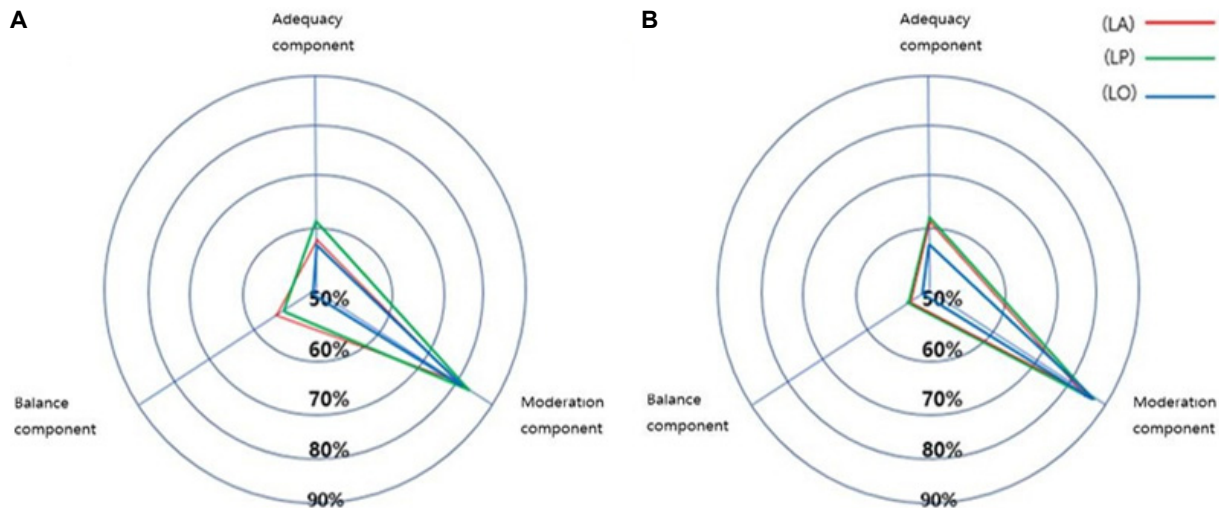 A
Adequacy
component
50%
60%
70%
80%
90%
Balance
component
Moderation
component
B
Adequacy
component
(LA)
(LP)
(LO)
50%
60%
70%
80%
90%
Balance
component
Moderation
component